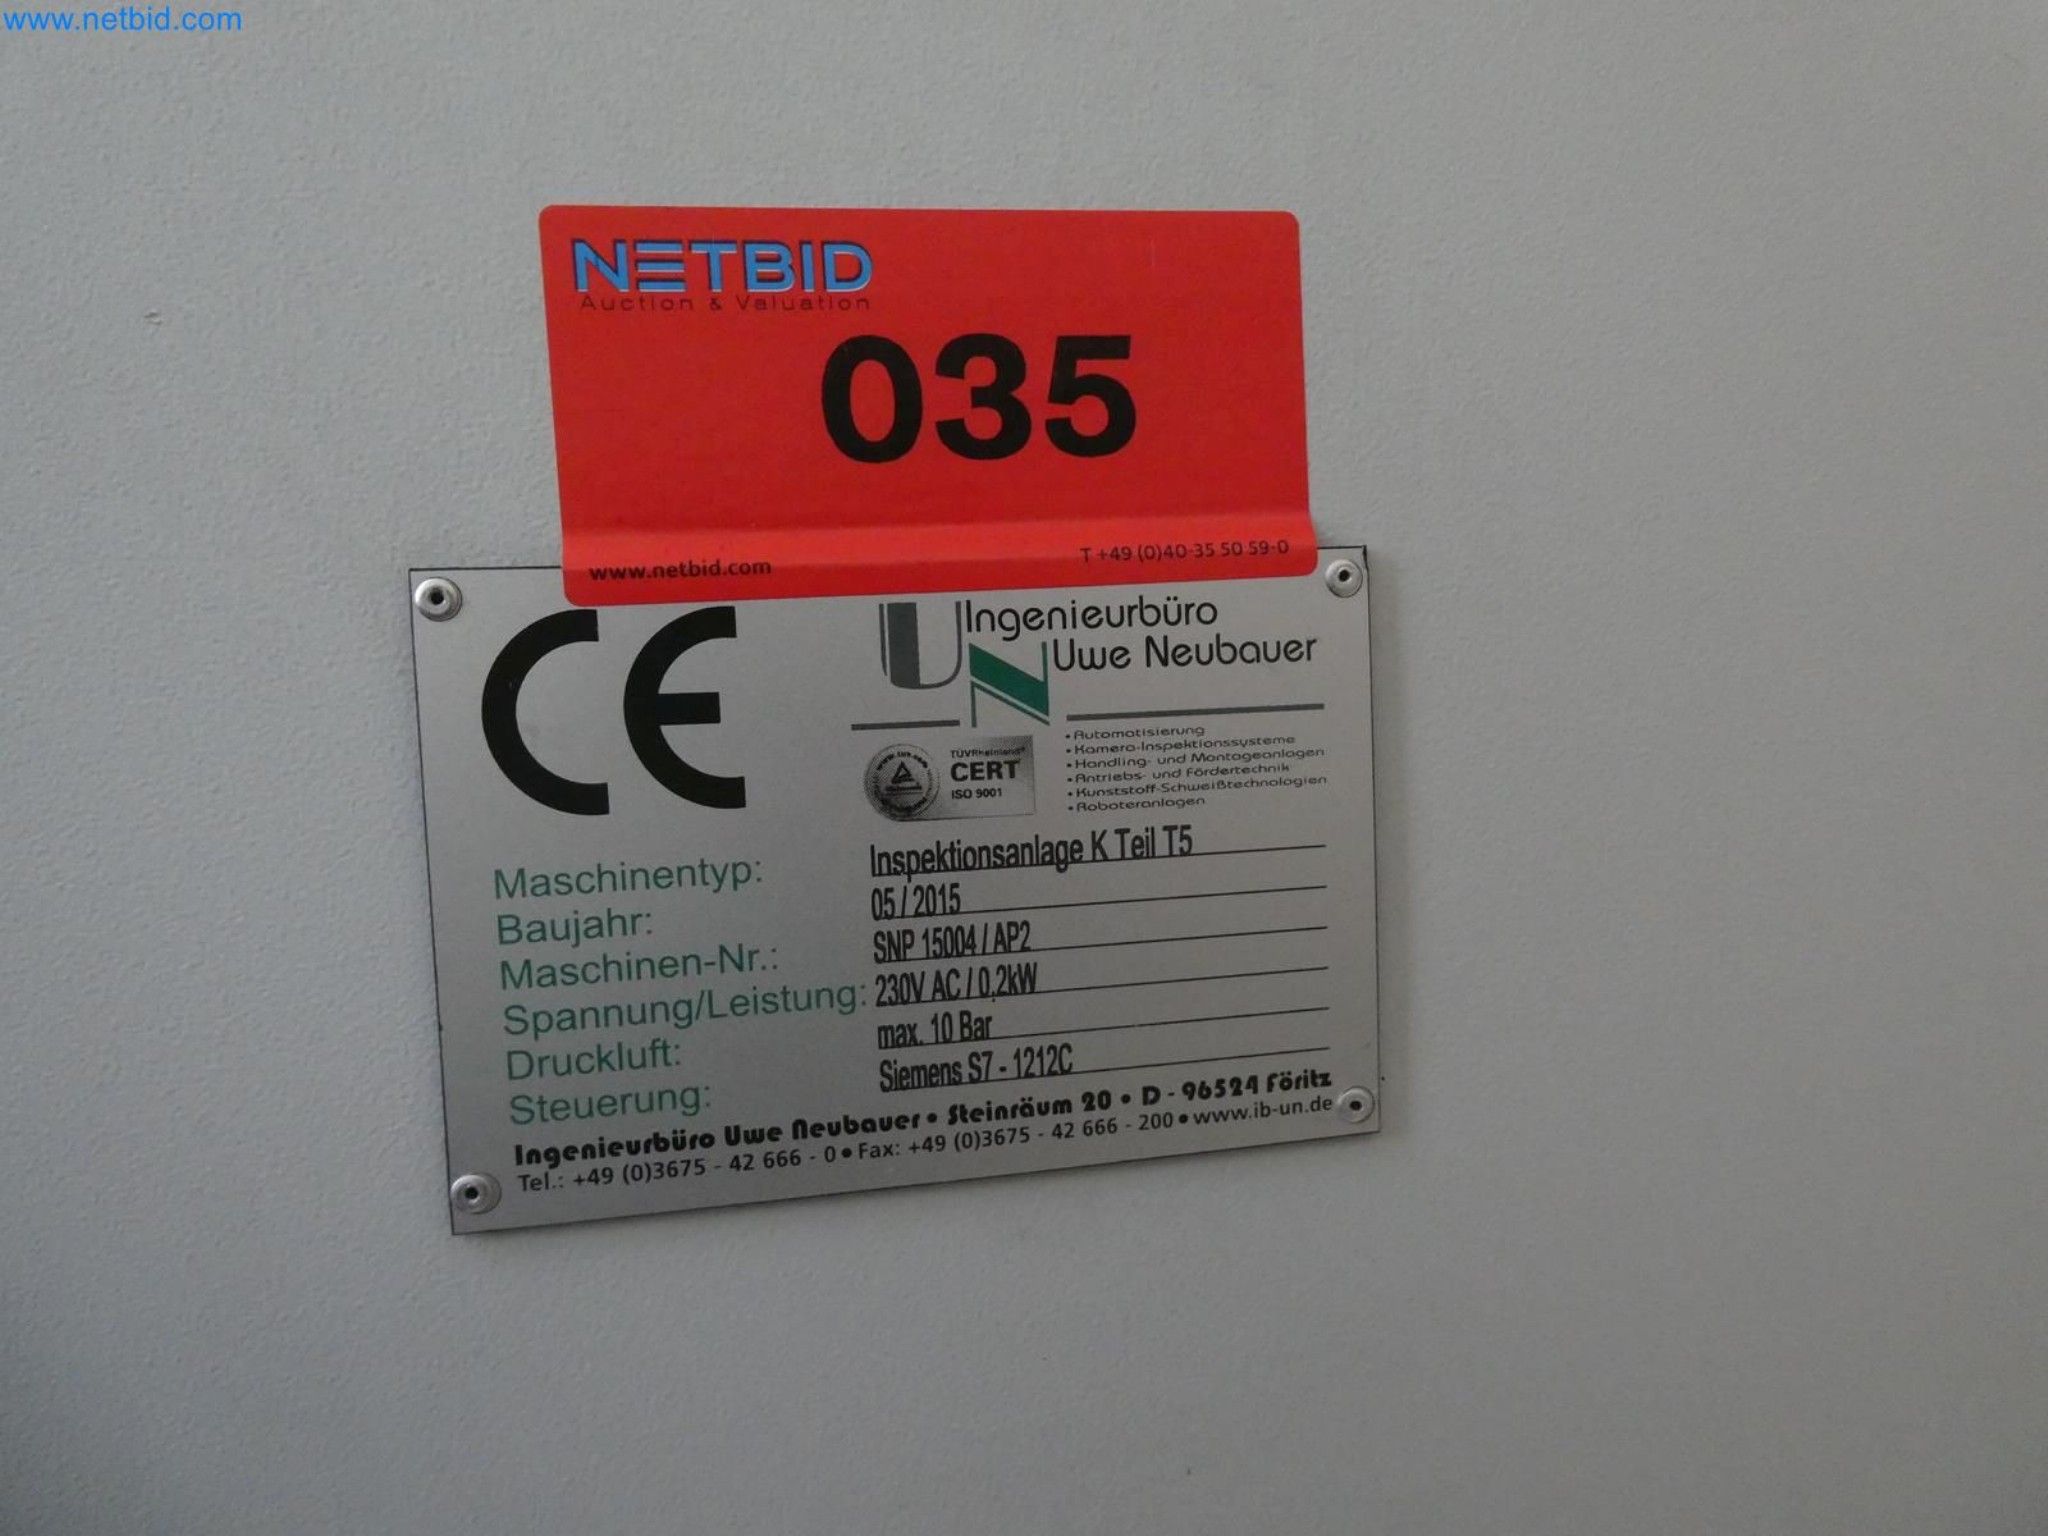 www.netbid.com
NETBID
Auction & Valuation
035
www.netbid.com T +49 (0)40-35 50 59-0
CE
UN
Ingenieurbüro
Uwe Neubauer
TÜVRheinland®
CERT
ISO 9001
• Automatisierung
• Kamera-Inspektionssysteme
• Handling- und Montageanlagen
• Antriebs- und Fördertechnik
• Kunststoff-Schweißtechnologien
• Roboteranlagen
Maschinentyp: Inspektionsanlage K Teil T5
Baujahr: 05 / 2015
Maschinen-Nr.: SNP 15004 / AP2
Spannung/Leistung: 230V AC / 0,2kW
Druckluft: max. 10 Bar
Steuerung: Siemens S7 - 1212C
Ingenieurbüro Uwe Neubauer • Steinräum 20 • D - 96524 Föritz
Tel.: +49 (0)3675 - 42 666 - 0 • Fax: +49 (0)3675 - 42 666 - 200 • www.ib-un.de